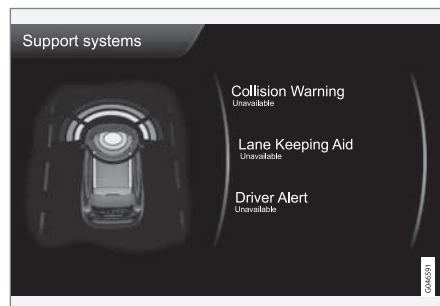 Support systems
Collision Warning
Unavailable
Lane Keeping Aid
Unavailable
Driver Alert
Unavailable
G046591